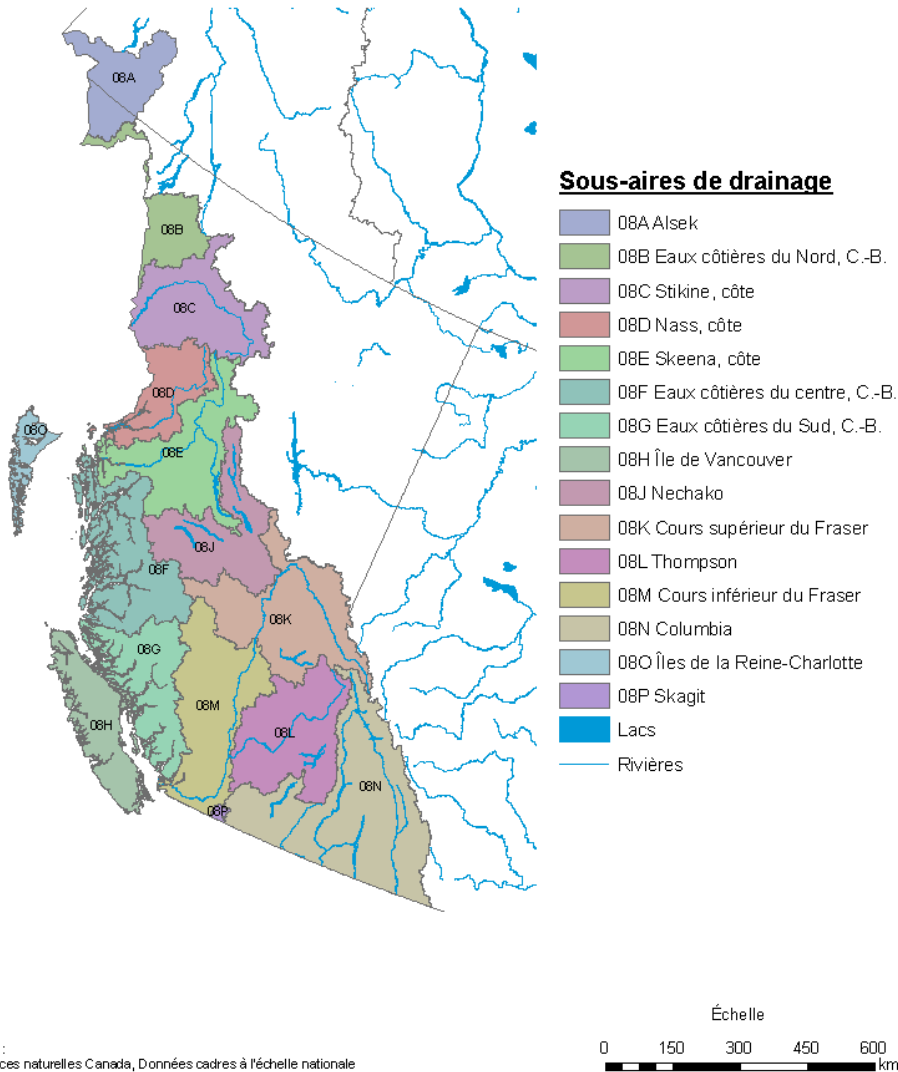 08A
08B
08C
08D
08O
08E
08J
08F
08K
08G
08M
08L
08H
08N
08P
Sous-aires de drainage
08A Alsek
08B Eaux côtières du Nord, C.-B.
08C Stikine, côte
08D Nass, côte
08E Skeena, côte
08F Eaux côtières du centre, C.-B.
08G Eaux côtières du Sud, C.-B.
08H Île de Vancouver
08J Nechako
08K Cours supérieur du Fraser
08L Thompson
08M Cours inférieur du Fraser
08N Columbia
08O Îles de la Reine-Charlotte
08P Skagit
Lacs
Rivières
Échelle
0 150 300 450 600
km
:
ces naturelles Canada, Données cadres à l'échelle nationale